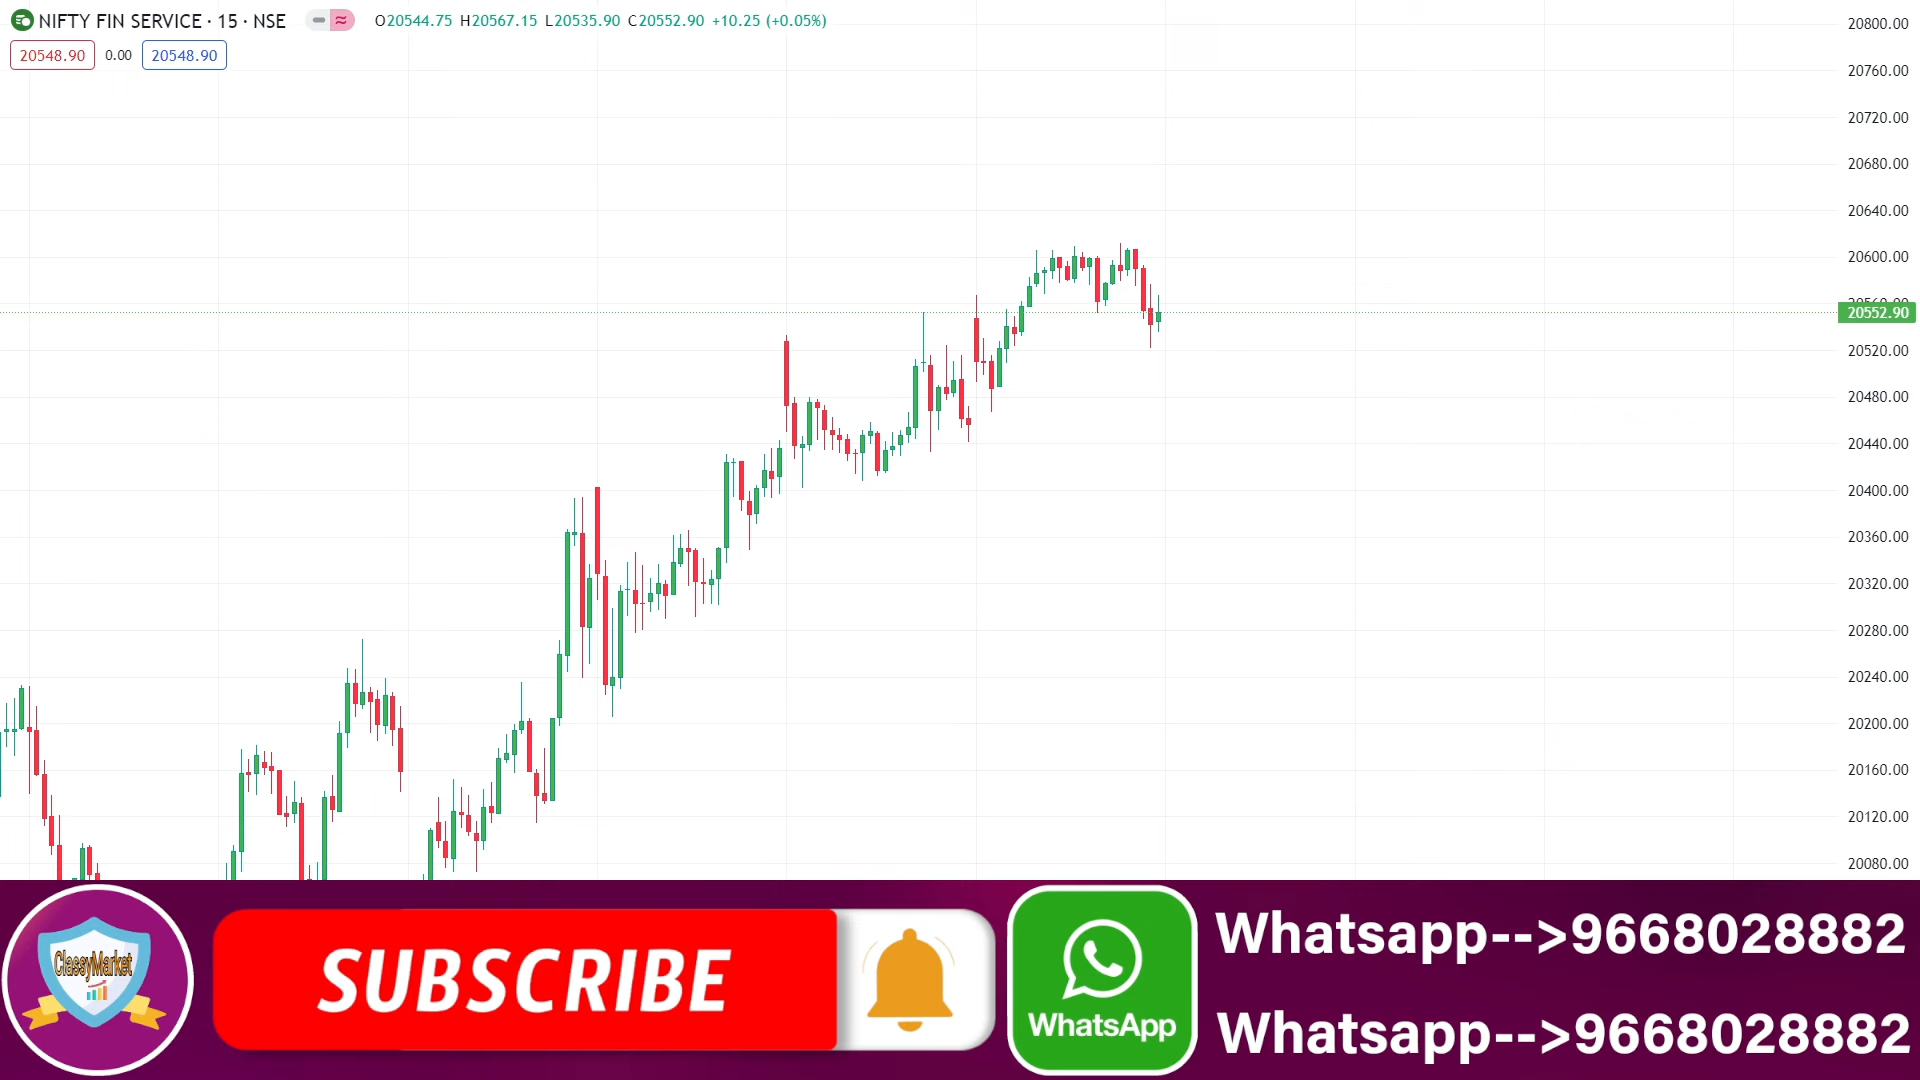 NIFTY FIN SERVICE · 15 · NSE O20544.75 H20567.15 L20535.90 C20552.90 +10.25 (+0.05%)
20548.90 0.00 20548.90
20800.00
20760.00
20720.00
20680.00
20640.00
20600.00
20560.00
20552.90
20520.00
20480.00
20440.00
20400.00
20360.00
20320.00
20280.00
20240.00
20200.00
20160.00
20120.00
20080.00
ClassyMarket
SUBSCRIBE
WhatsApp
Whatsapp-->9668028882
Whatsapp-->9668028882